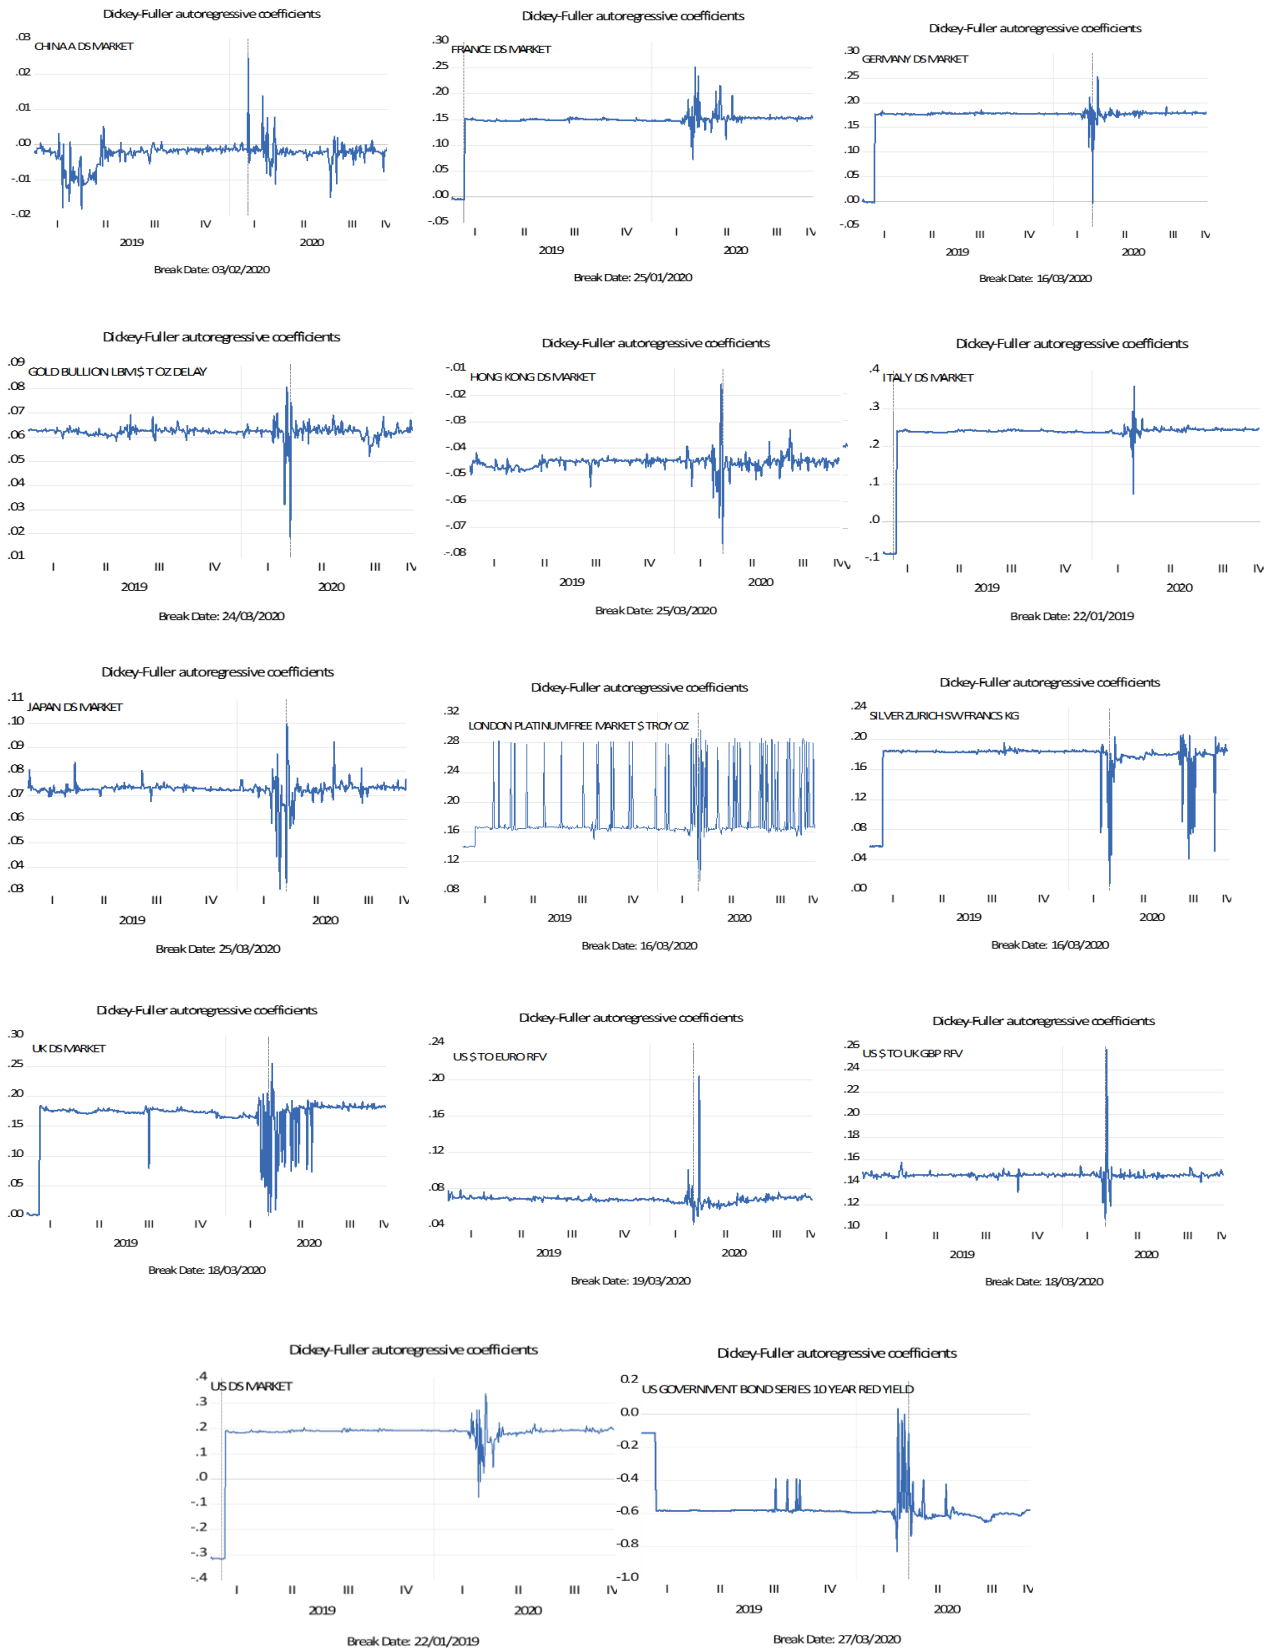 Dickey-Fuller autoregressive coefficients
CHINA A DS MARKET
.03
.02
.01
.00
-.01
-.02
I II III IV I II III IV
2019 2020
Break Date: 03/02/2020
Dickey-Fuller autoregressive coefficients
FRANCE DS MARKET
.30
.25
.20
.15
.10
.05
.00
-.05
I II III IV I II III IV
2019 2020
Break Date: 25/01/2020
Dickey-Fuller autoregressive coefficients
GERMANY DS MARKET
.30
.25
.20
.15
.10
.05
.00
-.05
I II III IV I II III IV
2019 2020
Break Date: 16/03/2020
Dickey-Fuller autoregressive coefficients
GOLD BULLION LBM $ T OZ DELAY
.09
.08
.07
.06
.05
.04
.03
.02
.01
I II III IV I II III IV
2019 2020
Break Date: 24/03/2020
Dickey-Fuller autoregressive coefficients
HONG KONG DS MARKET
-.01
-.02
-.03
-.04
-.05
-.06
-.07
-.08
I II III IV I II III IV
2019 2020
Break Date: 25/03/2020
Dickey-Fuller autoregressive coefficients
ITALY DS MARKET
.4
.3
.2
.1
.0
-.1
I II III IV I II III IV
2019 2020
Break Date: 22/01/2019
Dickey-Fuller autoregressive coefficients
JAPAN DS MARKET
.11
.10
.09
.08
.07
.06
.05
.04
.03
I II III IV I II III IV
2019 2020
Break Date: 25/03/2020
Dickey-Fuller autoregressive coefficients
LONDON PLATINUM FREE MARKET $ TROY OZ
.32
.28
.24
.20
.16
.12
.08
I II III IV I II III IV
2019 2020
Break Date: 16/03/2020
Dickey-Fuller autoregressive coefficients
SILVER ZURICH SW FRANCS KG
.24
.20
.16
.12
.08
.04
.00
I II III IV I II III IV
2019 2020
Break Date: 16/03/2020
Dickey-Fuller autoregressive coefficients
UK DS MARKET
.30
.25
.20
.15
.10
.05
.00
I II III IV I II III IV
2019 2020
Break Date: 18/03/2020
Dickey-Fuller autoregressive coefficients
US $ TO EURO RFV
.24
.20
.16
.12
.08
.04
I II III IV I II III IV
2019 2020
Break Date: 19/03/2020
Dickey-Fuller autoregressive coefficients
US $ TO UK GBP RFV
.26
.24
.22
.20
.18
.16
.14
.12
.10
I II III IV I II III IV
2019 2020
Break Date: 18/03/2020
Dickey-Fuller autoregressive coefficients
US DS MARKET
.4
.3
.2
.1
.0
-.1
-.2
-.3
-.4
I II III IV I II III IV
2019 2020
Break Date: 22/01/2019
Dickey-Fuller autoregressive coefficients
US GOVERNMENT BOND SERIES 10 YEAR RED YIELD
0.2
0.0
-0.2
-0.4
-0.6
-0.8
-1.0
I II III IV I II III IV
2019 2020
Break Date: 27/03/2020